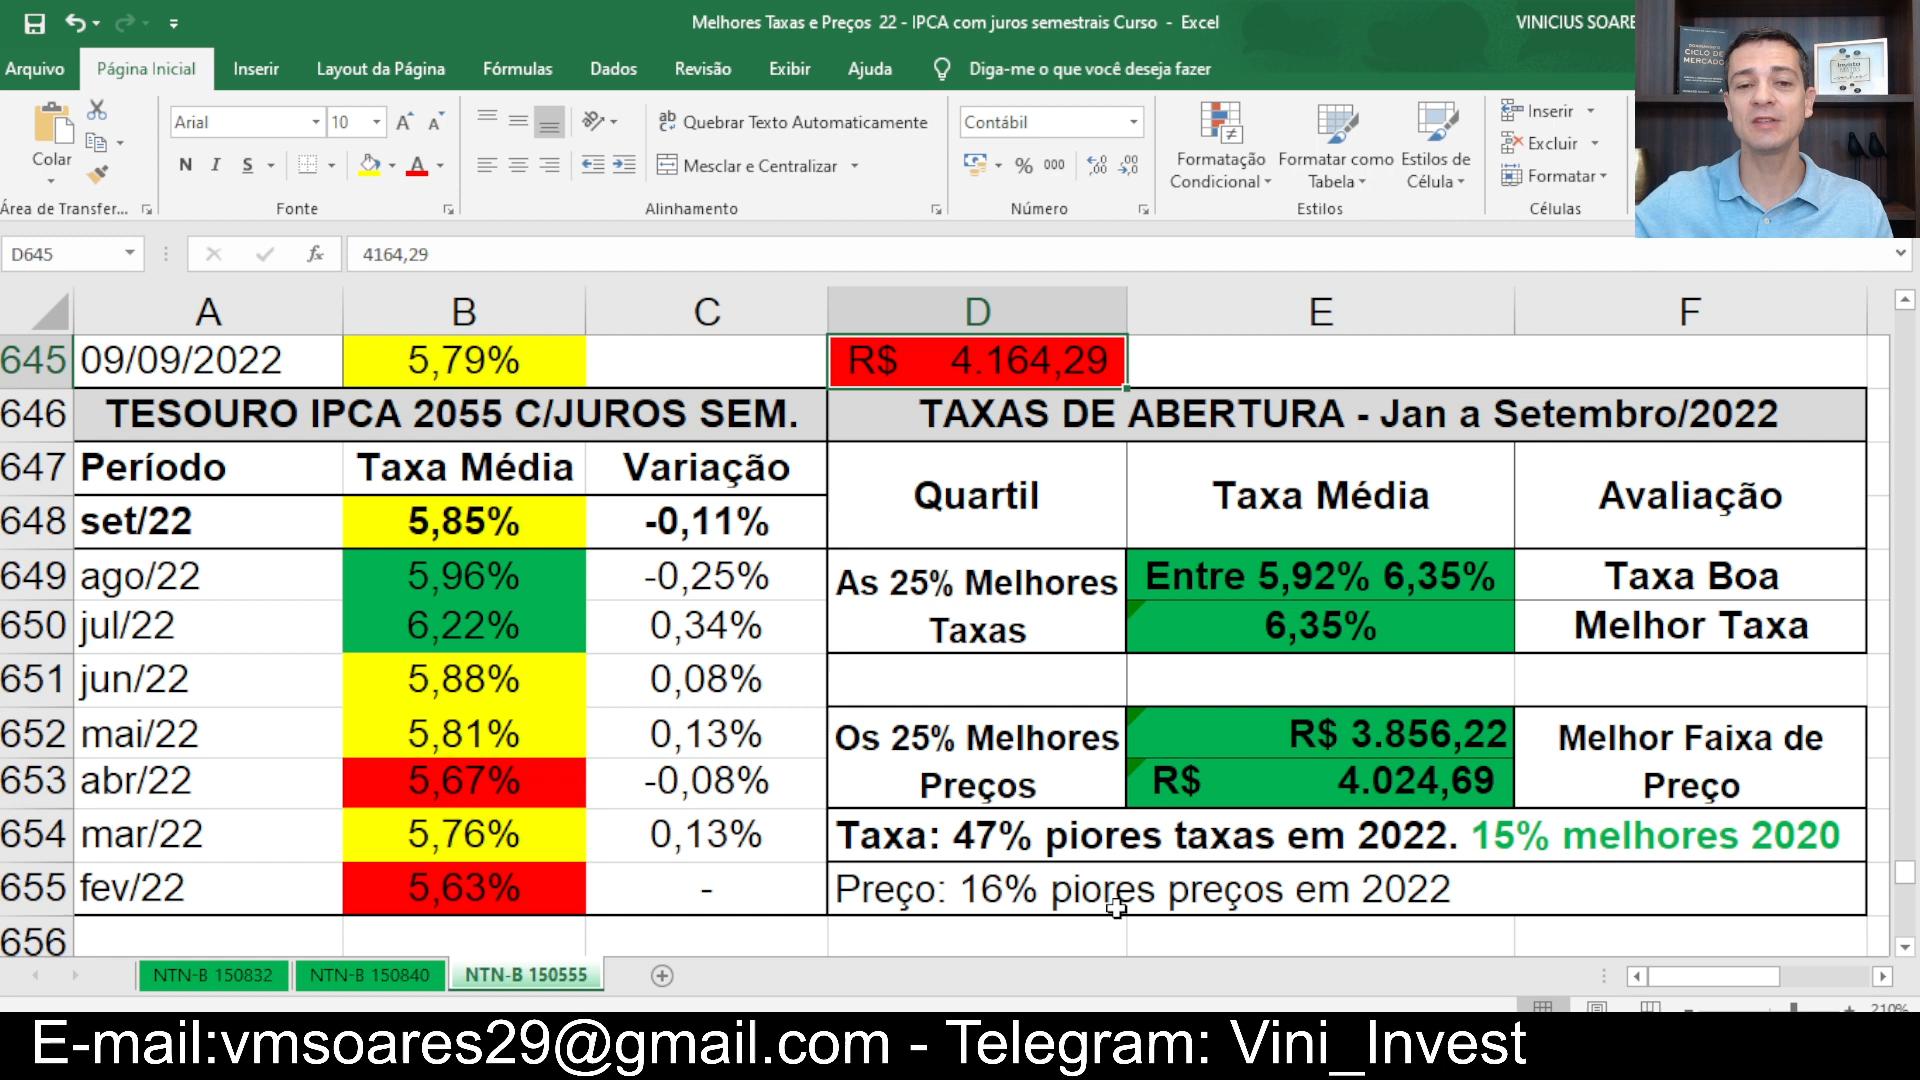 Melhores Taxas e Preços 22 - IPCA com juros semestrais Curso - Excel
VINICIUS SOARE
Arquivo Página Inicial Inserir Layout da Página Fórmulas Dados Revisão Exibir Ajuda Diga-me o que você deseja fazer
CICLO DE
MERCADO
Colar
Arial 10
N I S
Quebrar Texto Automaticamente
Mesclar e Centralizar
Contábil
% 000
Formatação Condicional
Formatar como Tabela
Estilos de Célula
Inserir
Excluir
Formatar
Área de Transfer... Fonte Alinhamento Número Estilos Células
D645 fx 4164,29
A B C D E F
645 09/09/2022 5,79% R$ 4.164,29
646 TESOURO IPCA 2055 C/JUROS SEM. TAXAS DE ABERTURA - Jan a Setembro/2022
647 Período Taxa Média Variação Quartil Taxa Média Avaliação
648 set/22 5,85% -0,11%
649 ago/22 5,96% -0,25% As 25% Melhores Taxas Entre 5,92% 6,35% Taxa Boa
650 jul/22 6,22% 0,34% 6,35% Melhor Taxa
651 jun/22 5,88% 0,08%
652 mai/22 5,81% 0,13% Os 25% Melhores Preços R$ 3.856,22 Melhor Faixa de Preço
653 abr/22 5,67% -0,08% R$ 4.024,69
654 mar/22 5,76% 0,13% Taxa: 47% piores taxas em 2022. 15% melhores 2020
655 fev/22 5,63% - Preço: 16% piores preços em 2022
656
NTN-B 150832 NTN-B 150840 NTN-B 150555
210%
E-mail:vmsoares29@gmail.com - Telegram: Vini_Invest